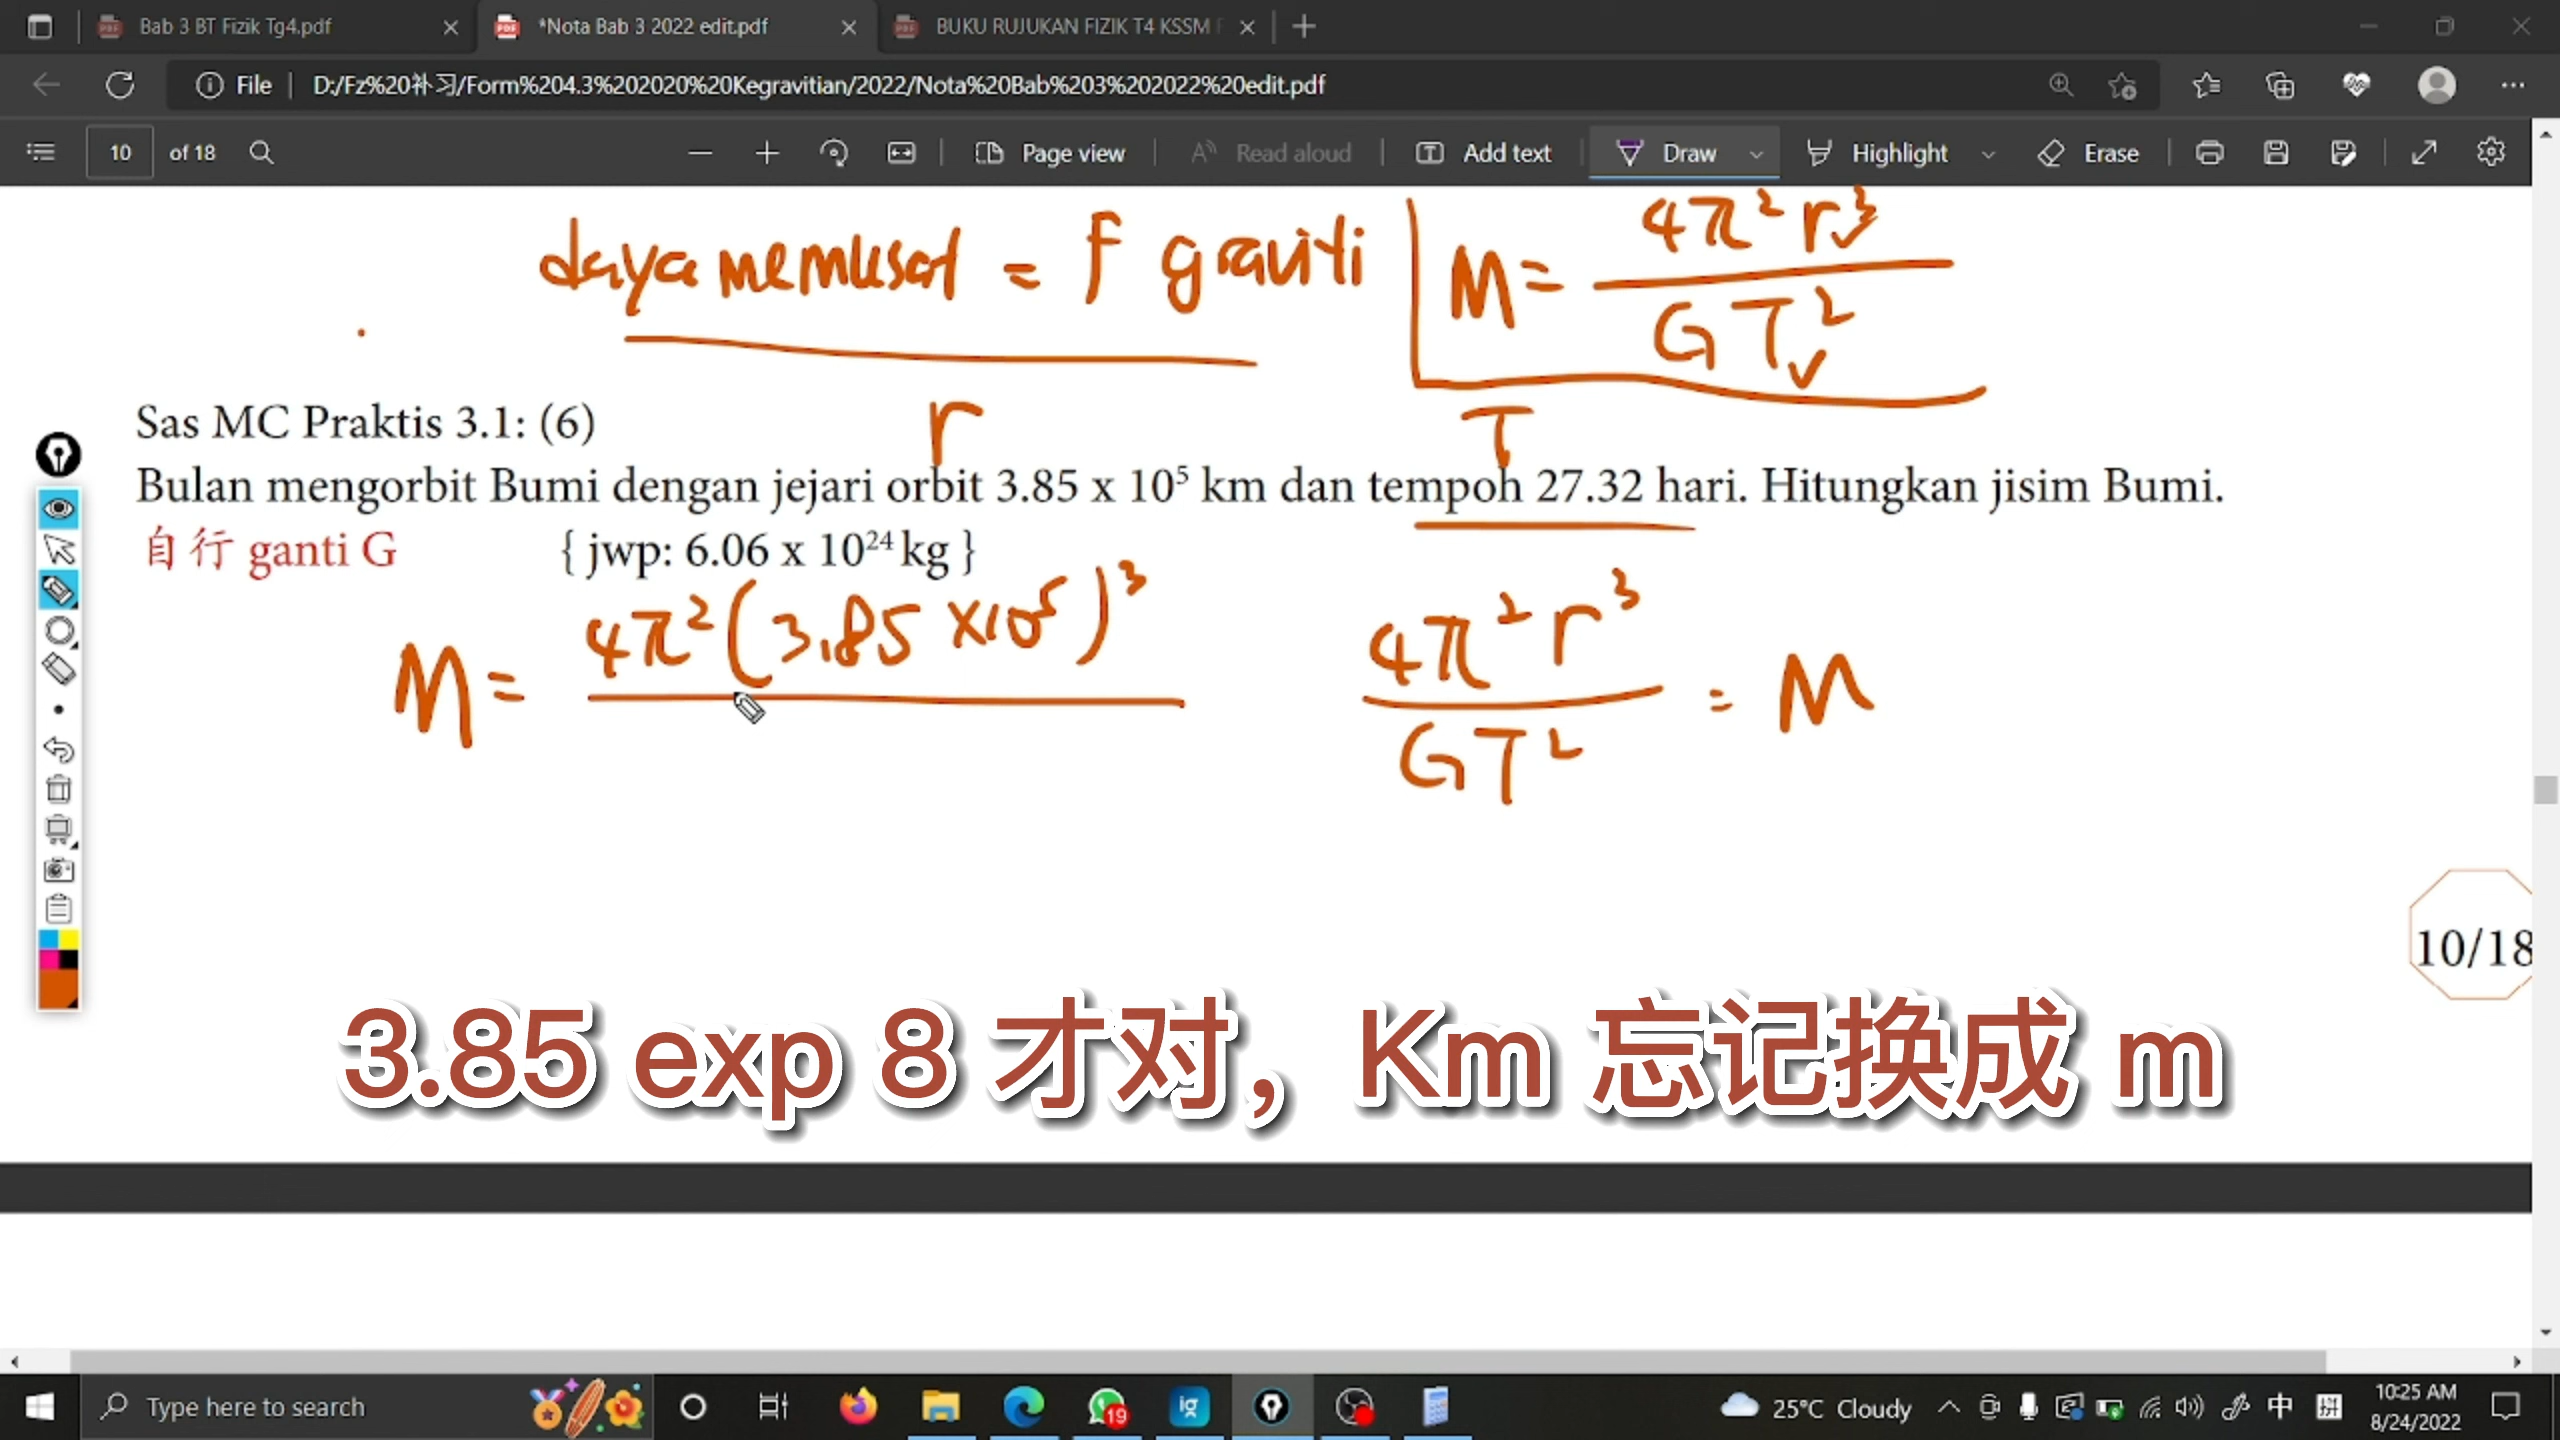 Bab 3 BT Fizik Tg4.pdf
*Nota Bab 3 2022 edit.pdf
BUKU RUJUKAN FIZIK T4 KSSM F
File
D:/Fz%20补习/Form%204.3%202020%20Kegravitian/2022/Nota%20Bab%203%202022%20edit.pdf
10 of 18
Page view
Read aloud
Add text
Draw
Highlight
Erase
daya memusat = F graviti
M = 4π²r³ / GT²
Sas MC Praktis 3.1: (6)
r
T
Bulan mengorbit Bumi dengan jejari orbit 3.85 x 10⁵ km dan tempoh 27.32 hari. Hitungkan jisim Bumi.
自行 ganti G
{ jwp: 6.06 x 10²⁴ kg }
M = 4π²(3.85 ×10⁵)³
4π²r³ / GT² = M
10/18
3.85 exp 8 才对，Km 忘记换成 m
Type here to search
19
ig
25°C Cloudy
中
拼
10:25 AM
8/24/2022